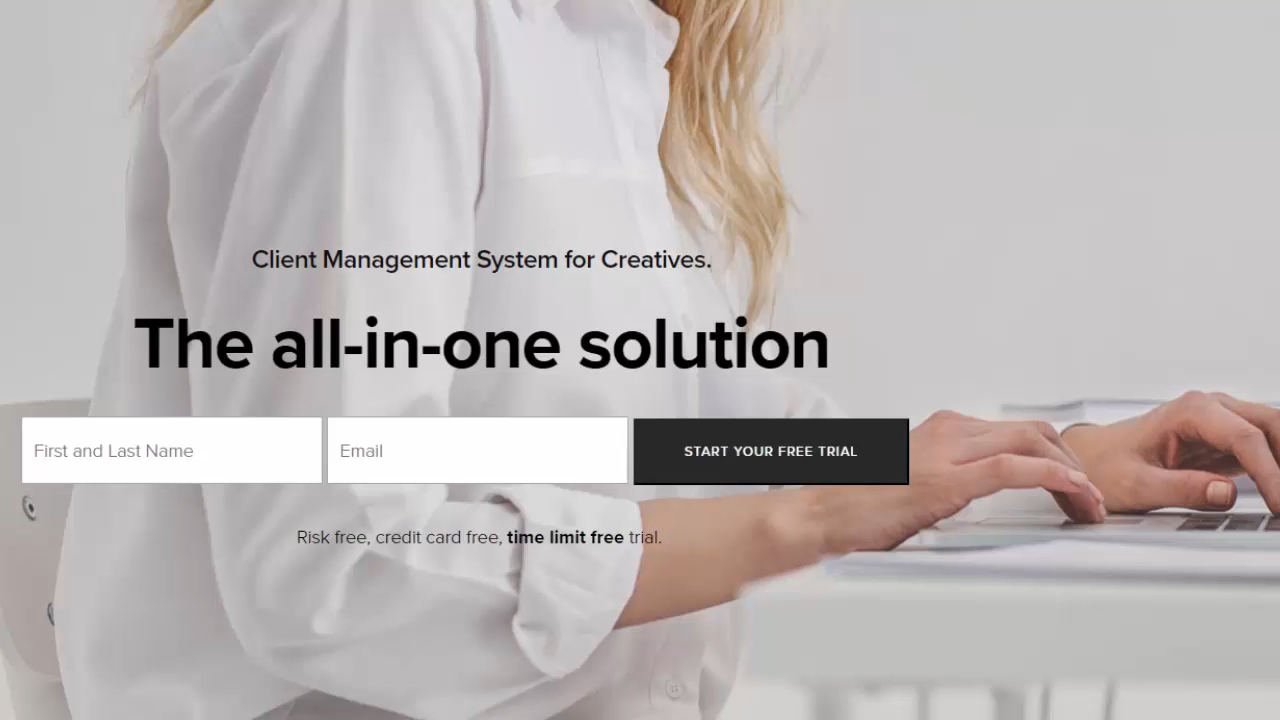 Client Management System for Creatives.
The all-in-one solution
First and Last Name
Email
START YOUR FREE TRIAL
Risk free, credit card free, time limit free trial.